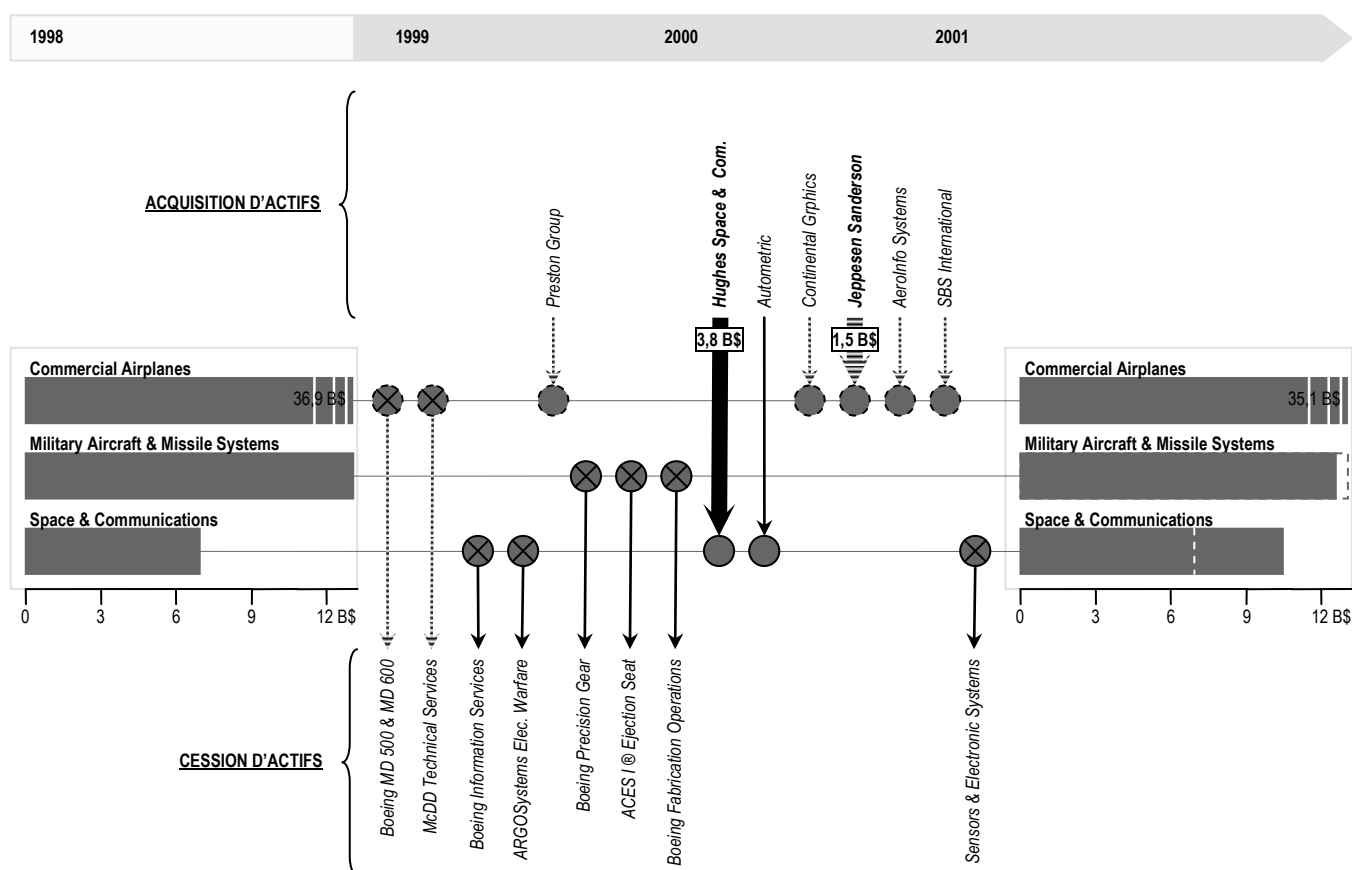 1998
1999
2000
2001
ACQUISITION D'ACTIFS
Preston Group
Hughes Space & Com.
Autometric
Continental Grphics
Jeppesen Sanderson
AeroInfo Systems
SBS International
3,8 B$
1,5 B$
Commercial Airplanes
36,9 B$
Military Aircraft & Missile Systems
Space & Communications
0
3
6
9
12 B$
Commercial Airplanes
35,1 B$
Military Aircraft & Missile Systems
Space & Communications
0
3
6
9
12 B$
CESSION D'ACTIFS
Boeing MD 500 & MD 600
McDD Technical Services
Boeing Information Services
ARGOSystems Elec. Warfare
Boeing Precision Gear
ACES I ® Ejection Seat
Boeing Fabrication Operations
Sensors & Electronic Systems